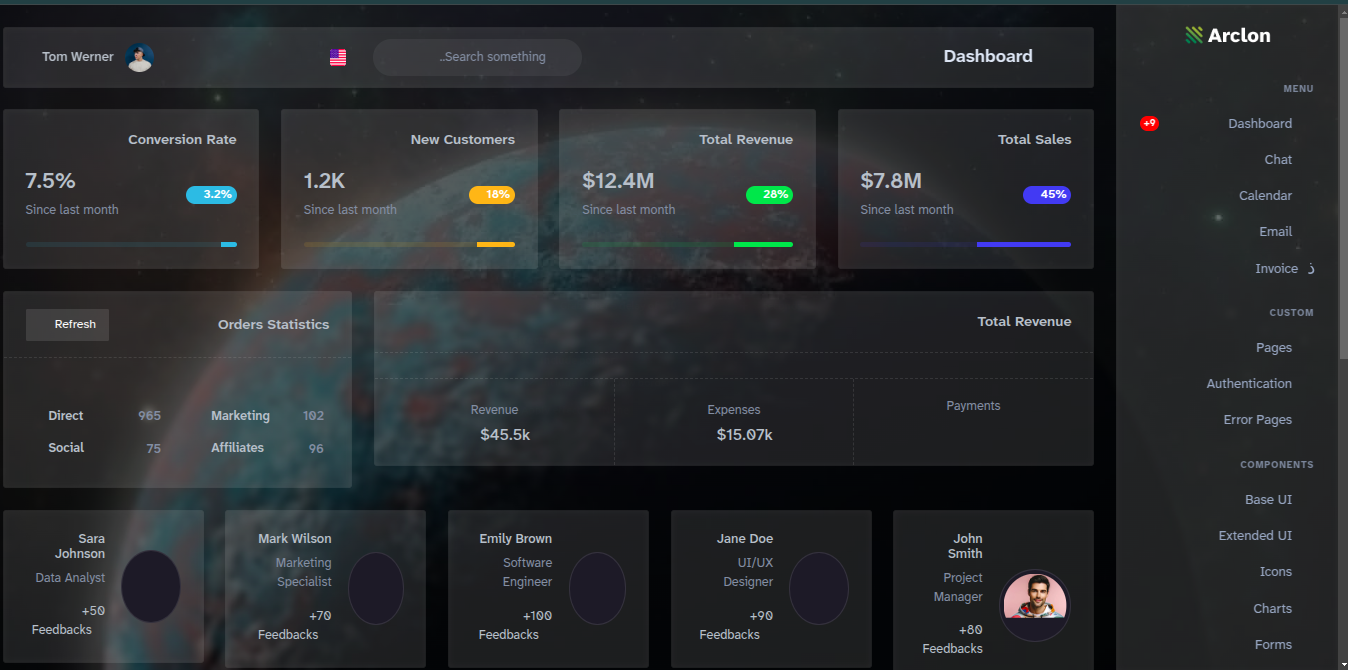 Tom Werner
..Search something
Dashboard
Conversion Rate
7.5%
3.2%
Since last month
New Customers
1.2K
18%
Since last month
Total Revenue
$12.4M
28%
Since last month
Total Sales
$7.8M
45%
Since last month
Refresh
Orders Statistics
Direct 965
Marketing 102
Social 75
Affiliates 96
Total Revenue
Revenue
$45.5k
Expenses
$15.07k
Payments
Sara
Johnson
Data Analyst
+50
Feedbacks
Mark Wilson
Marketing
Specialist
+70
Feedbacks
Emily Brown
Software
Engineer
+100
Feedbacks
Jane Doe
UI/UX
Designer
+90
Feedbacks
John
Smith
Project
Manager
+80
Feedbacks
Arclon
MENU
+9 Dashboard
Chat
Calendar
Email
Invoice
CUSTOM
Pages
Authentication
Error Pages
COMPONENTS
Base UI
Extended UI
Icons
Charts
Forms